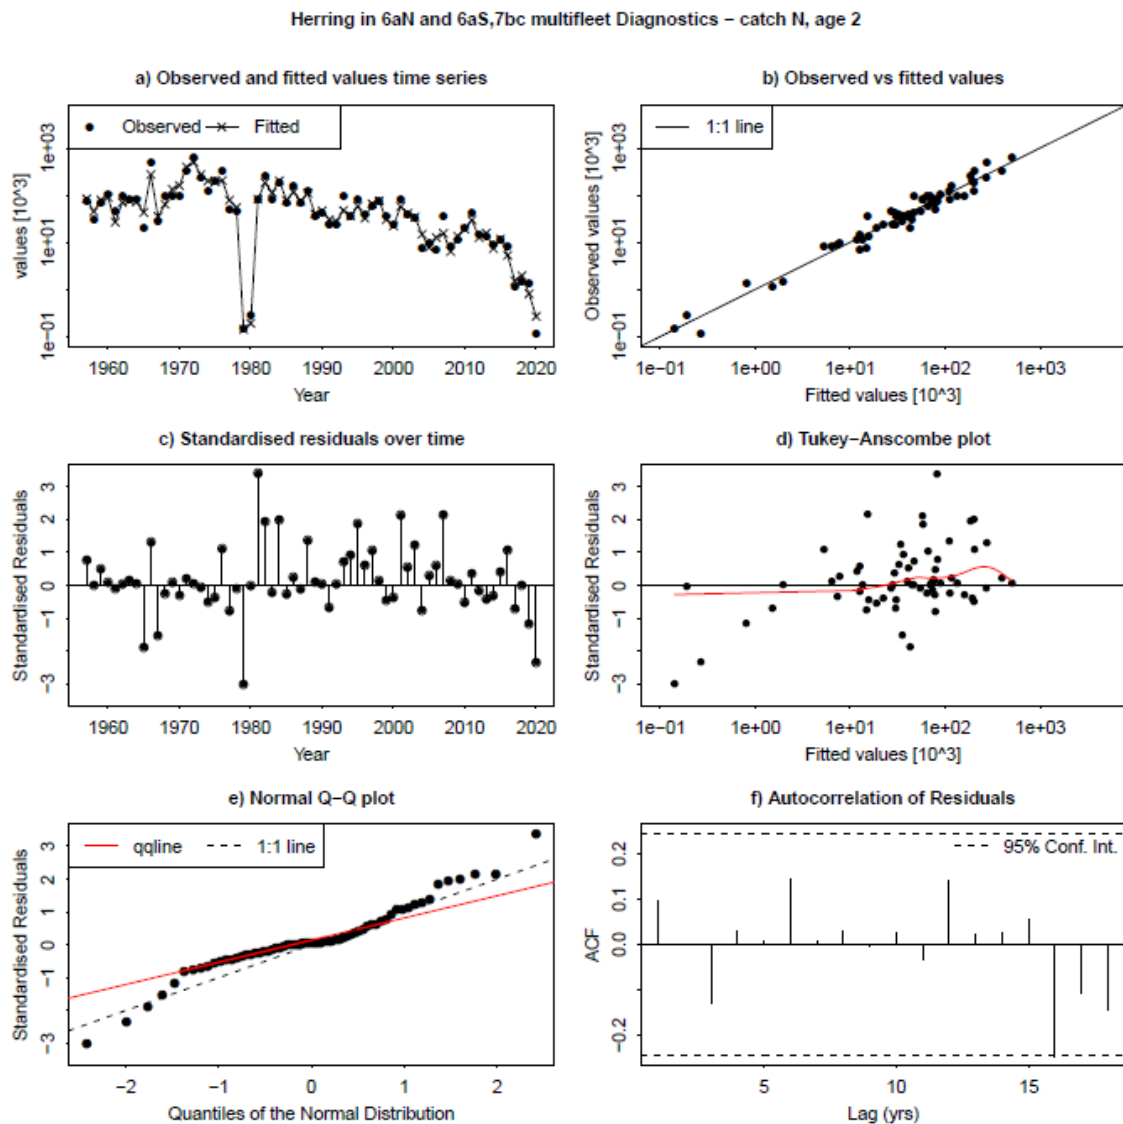 Herring in 6aN and 6aS,7bc multifleet Diagnostics − catch N, age 2
a) Observed and fitted values time series
Observed Fitted
values [10^3]
1e+03
1e+01
1e−01
1960 1970 1980 1990 2000 2010 2020
Year
b) Observed vs fitted values
1:1 line
Observed values [10^3]
1e+03
1e+01
1e−01
1e−01 1e+00 1e+01 1e+02 1e+03
Fitted values [10^3]
c) Standardised residuals over time
Standardised Residuals
3
2
1
0
−1
−3
1960 1970 1980 1990 2000 2010 2020
Year
d) Tukey−Anscombe plot
Standardised Residuals
3
2
1
0
−1
−3
1e−01 1e+00 1e+01 1e+02 1e+03
Fitted values [10^3]
e) Normal Q−Q plot
qqline 1:1 line
Standardised Residuals
3
2
1
0
−1
−3
−2 −1 0 1 2
Quantiles of the Normal Distribution
f) Autocorrelation of Residuals
95% Conf. Int.
ACF
0.2
0.1
0.0
−0.2
5 10 15
Lag (yrs)